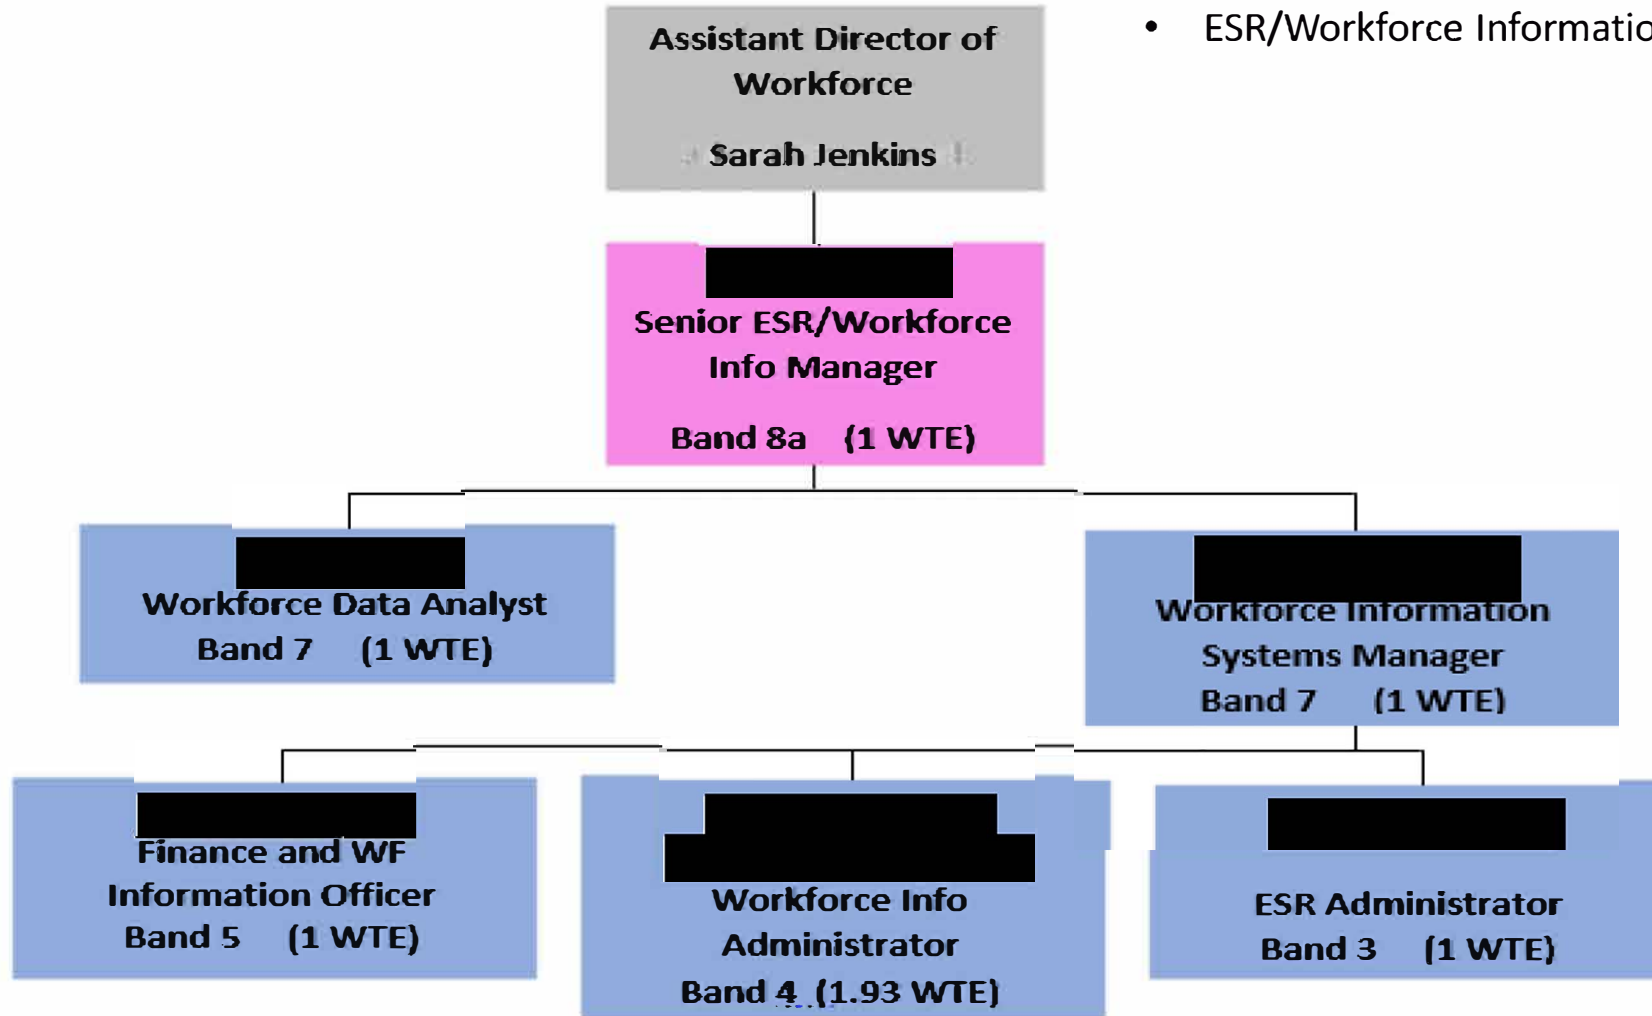 Assistant Director of
Workforce
Sarah Jenkins
• ESR/Workforce Informatio
Senior ESR/Workforce
Info Manager
Band 8a (1 WTE)
Workforce Data Analyst
Band 7 (1 WTE)
Workforce Information
Systems Manager
Band 7 (1 WTE)
Finance and WF
Information Officer
Band 5 (1 WTE)
Workforce Info
Administrator
Band 4 (1.93 WTE)
ESR Administrator
Band 3 (1 WTE)